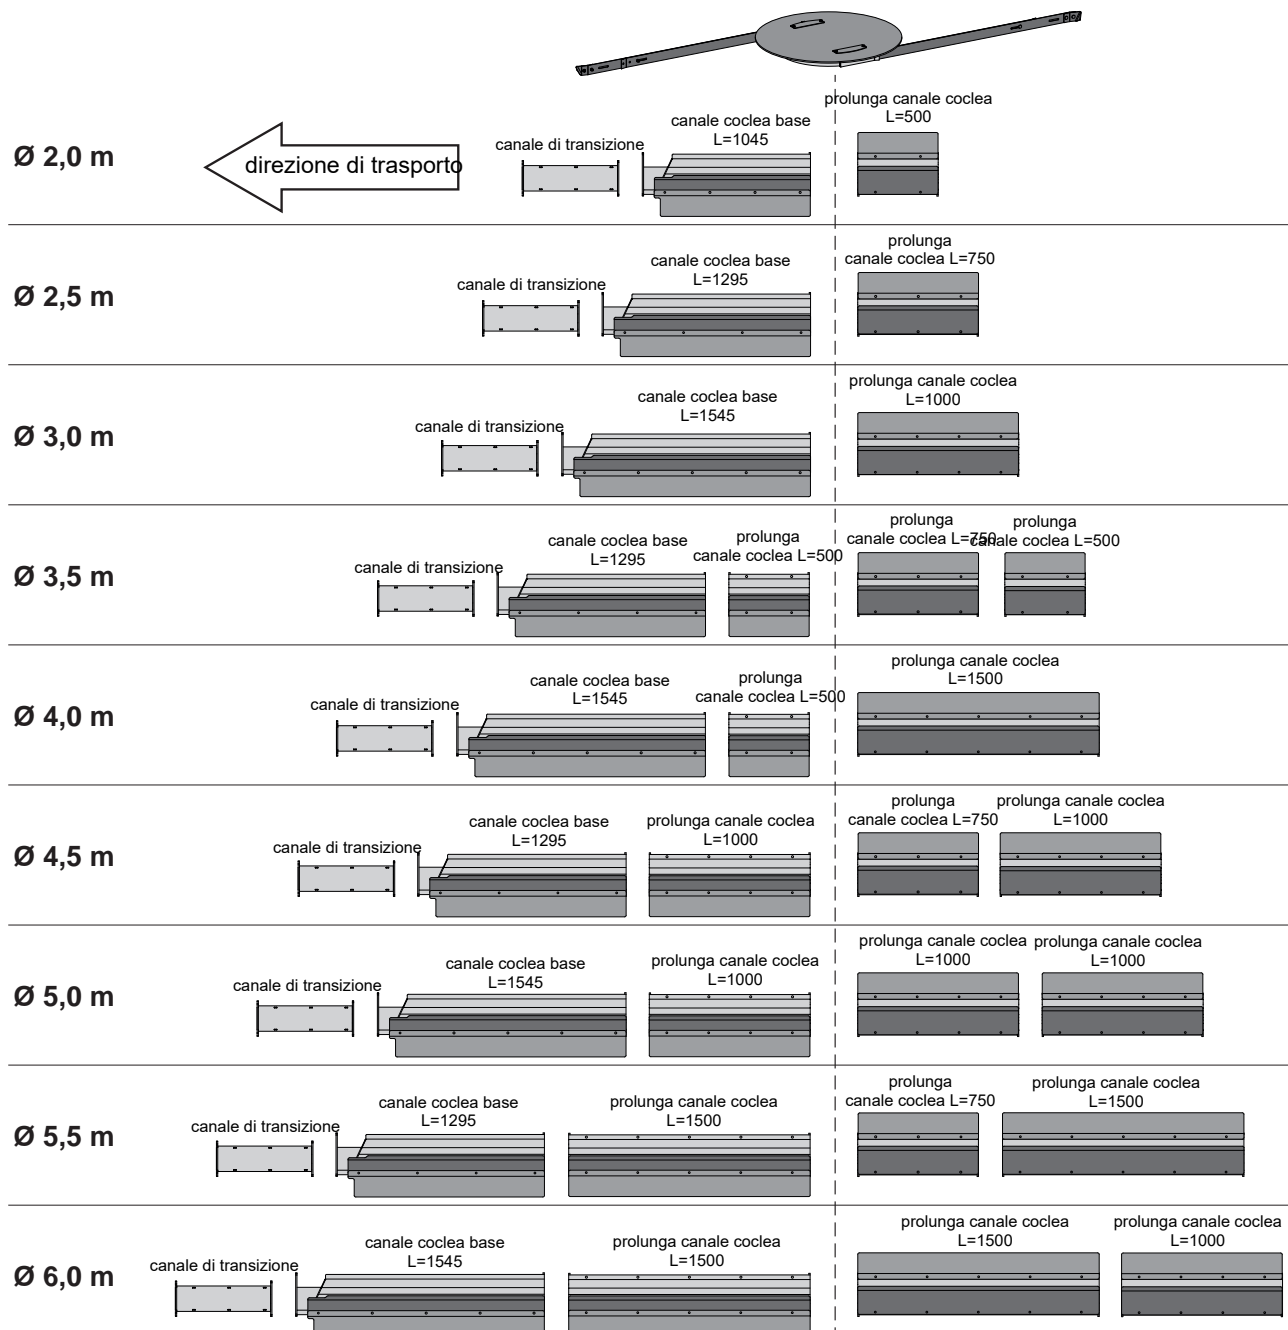 prolunga canale coclea
L=500
canale coclea base
L=1045
canale di transizione
Ø 2,0 m
direzione di trasporto
prolunga
canale coclea L=750
canale coclea base
L=1295
canale di transizione
Ø 2,5 m
prolunga canale coclea
L=1000
canale coclea base
L=1545
canale di transizione
Ø 3,0 m
prolunga
canale coclea L=750
prolunga
canale coclea L=500
prolunga
canale coclea L=500
canale coclea base
L=1295
canale di transizione
Ø 3,5 m
prolunga canale coclea
L=1500
canale coclea base
L=1545
prolunga
canale coclea L=500
canale di transizione
Ø 4,0 m
prolunga
canale coclea L=750
prolunga canale coclea
L=1000
canale coclea base
L=1295
prolunga canale coclea
L=1000
canale di transizione
Ø 4,5 m
prolunga canale coclea
L=1000
prolunga canale coclea
L=1000
canale coclea base
L=1545
prolunga canale coclea
L=1000
canale di transizione
Ø 5,0 m
prolunga
canale coclea L=750
prolunga canale coclea
L=1500
canale coclea base
L=1295
prolunga canale coclea
L=1500
canale di transizione
Ø 5,5 m
prolunga canale coclea
L=1500
prolunga canale coclea
L=1000
canale coclea base
L=1545
prolunga canale coclea
L=1500
canale di transizione
Ø 6,0 m